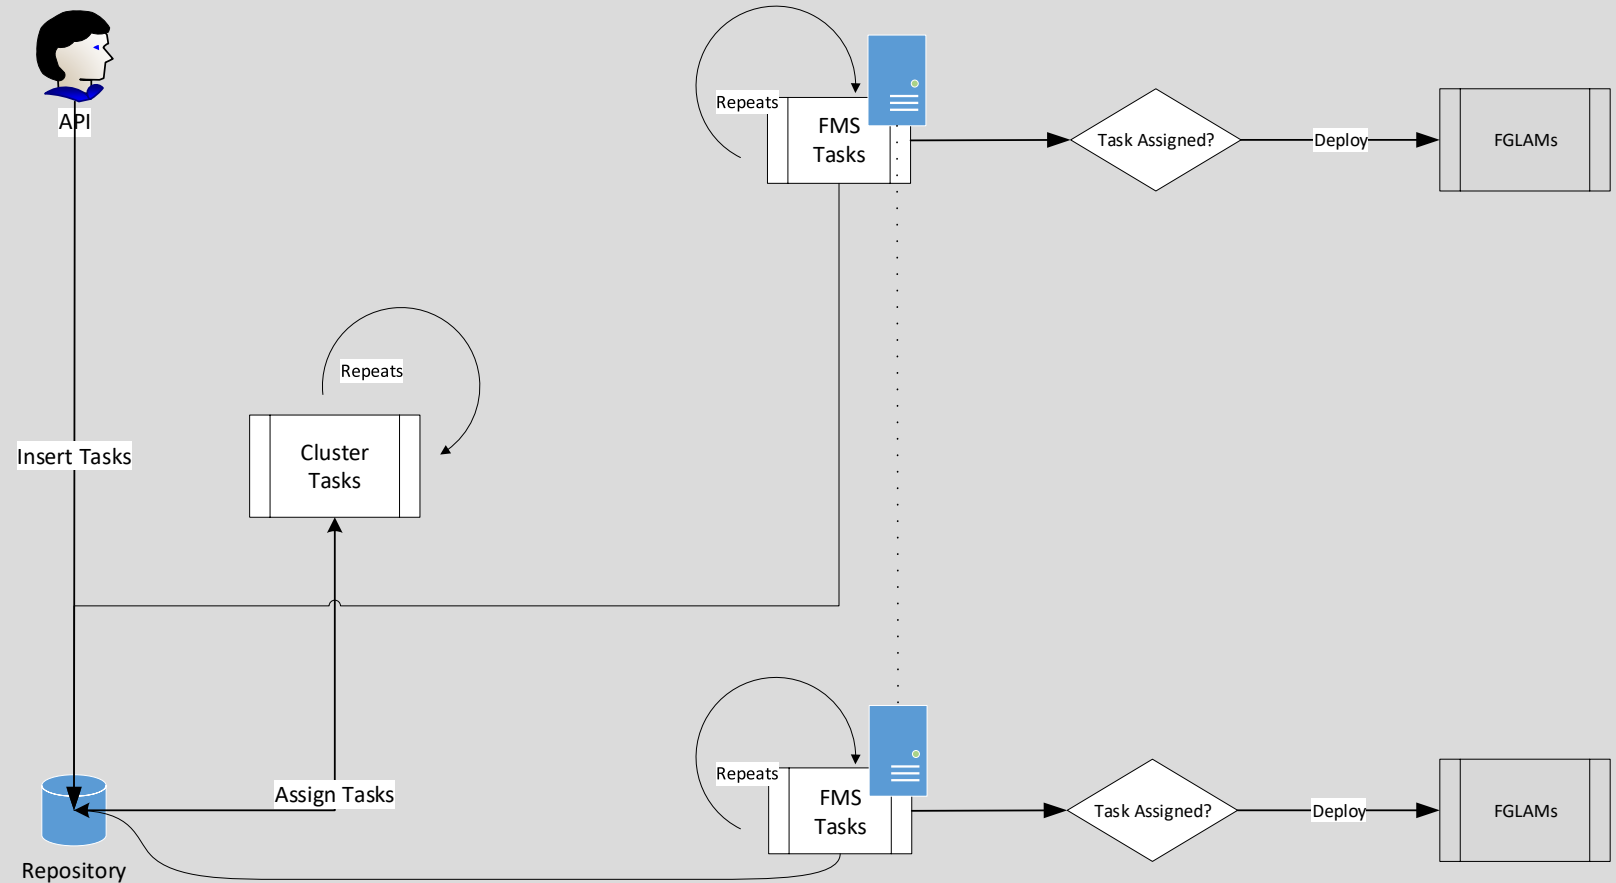 API
Repeats
FMS
Tasks
Task Assigned?
Deploy
FGLAMs
Repeats
Cluster
Tasks
Insert Tasks
Assign Tasks
Repository
Repeats
FMS
Tasks
Task Assigned?
Deploy
FGLAMs